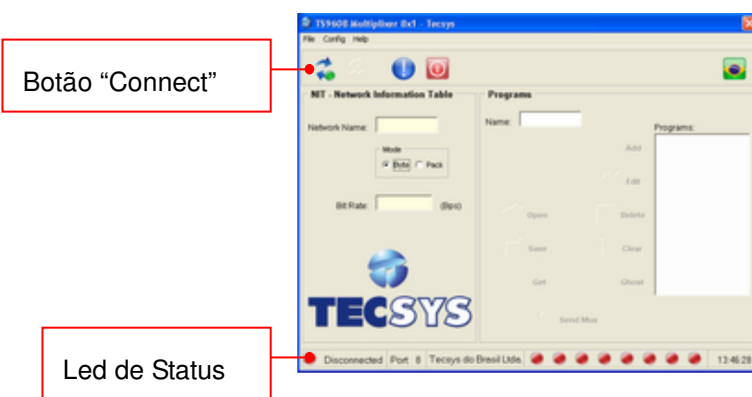 TS9608 Multiplixer 8x1 - Tecsys
File Config Help
Botão “Connect”
NIT - Network Information Table
Programs
Network Name:
Name:
Programs:
Mode
Byte Pack
Add
Edit
Bit Rate: (Bps)
Open Delete
Save Clear
Get Ghost
Send Mux
TECSYS
Led de Status
Disconnected Port 8 Tecsys do Brasil Ltda. 13:46:28